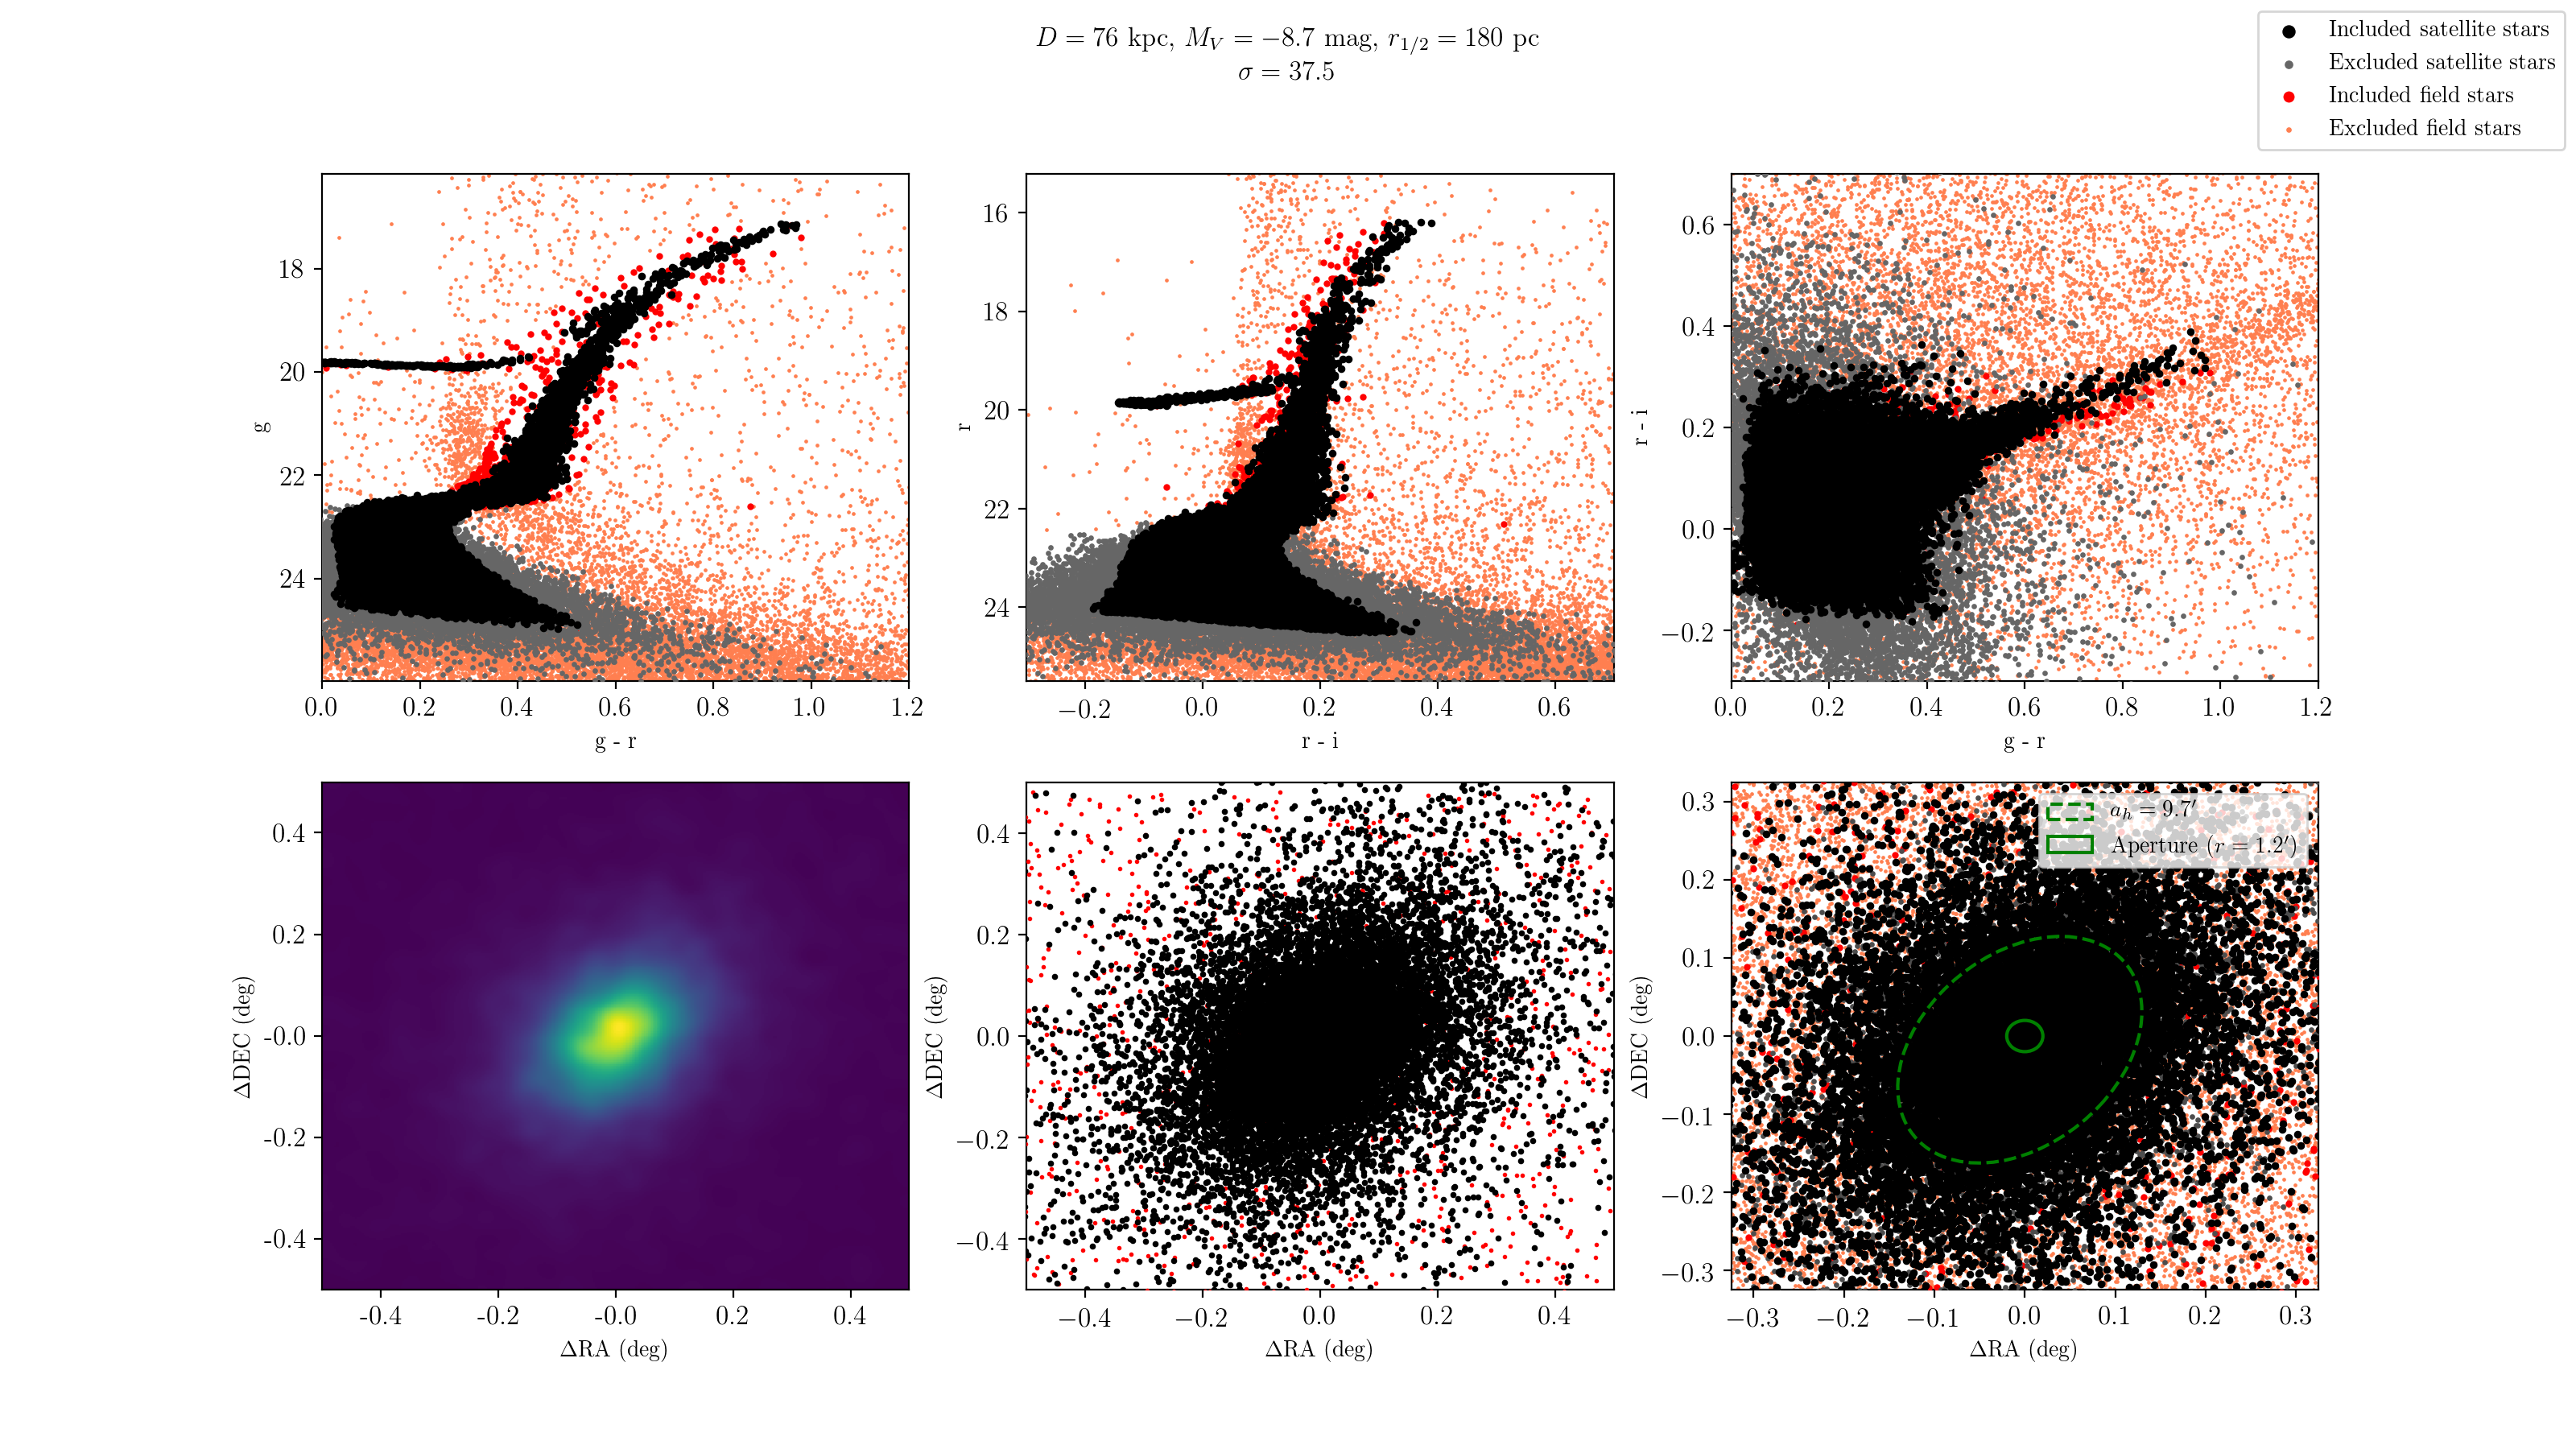 D = 76 kpc, M_V = −8.7 mag, r_{1/2} = 180 pc
σ = 37.5
Included satellite stars
Excluded satellite stars
Included field stars
Excluded field stars
18
20
22
24
g
0.0 0.2 0.4 0.6 0.8 1.0 1.2
g - r
16
18
20
22
24
r
−0.2 0.0 0.2 0.4 0.6
r - i
0.6
0.4
0.2
0.0
−0.2
r - i
0.0 0.2 0.4 0.6 0.8 1.0 1.2
g - r
0.4
0.2
-0.0
-0.2
-0.4
ΔDEC (deg)
-0.4 -0.2 -0.0 0.2 0.4
ΔRA (deg)
0.4
0.2
0.0
−0.2
−0.4
ΔDEC (deg)
−0.4 −0.2 0.0 0.2 0.4
ΔRA (deg)
a_h = 9.7′
Aperture (r = 1.2′)
0.3
0.2
0.1
0.0
−0.1
−0.2
−0.3
ΔDEC (deg)
−0.3 −0.2 −0.1 0.0 0.1 0.2 0.3
ΔRA (deg)